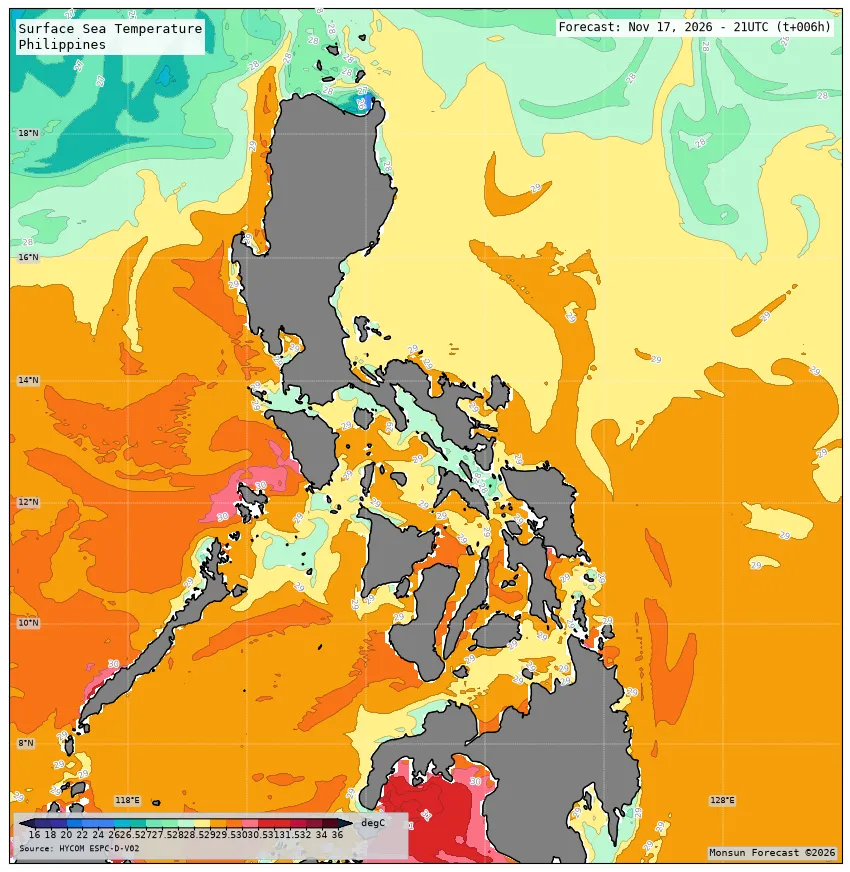 Surface Sea Temperature
Philippines
Forecast: Nov 17, 2026 - 21UTC (t+006h)
18°N
16°N
14°N
12°N
10°N
8°N
118°E
128°E
16 18 20 22 24 26 26.5 27 27.5 28 28.5 29 29.5 30 30.5 31 31.5 32 34 36
degC
Source: HYCOM ESPC-D-V02
Monsun Forecast ©2026